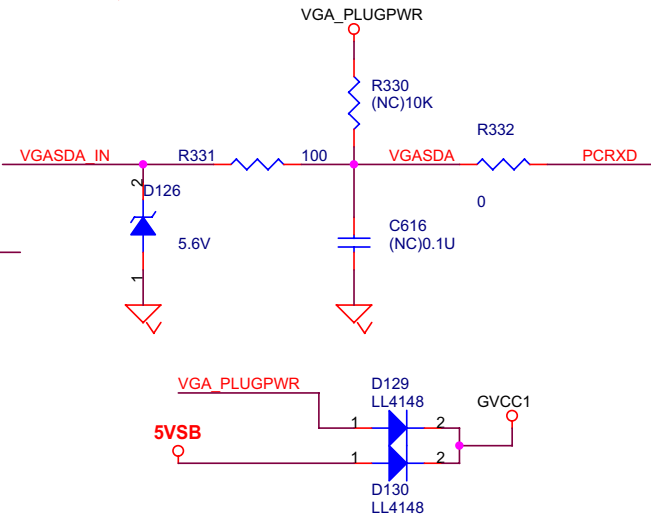 VGA_PLUGPWR
R330
(NC)10K
R332
VGASDA_IN
R331
100
VGASDA
PCRXD
2
D126
0
C616
(NC)0.1U
5.6V
1
VGA_PLUGPWR
D129
LL4148
GVCC1
5VSB
1
2
1
2
D130
LL4148